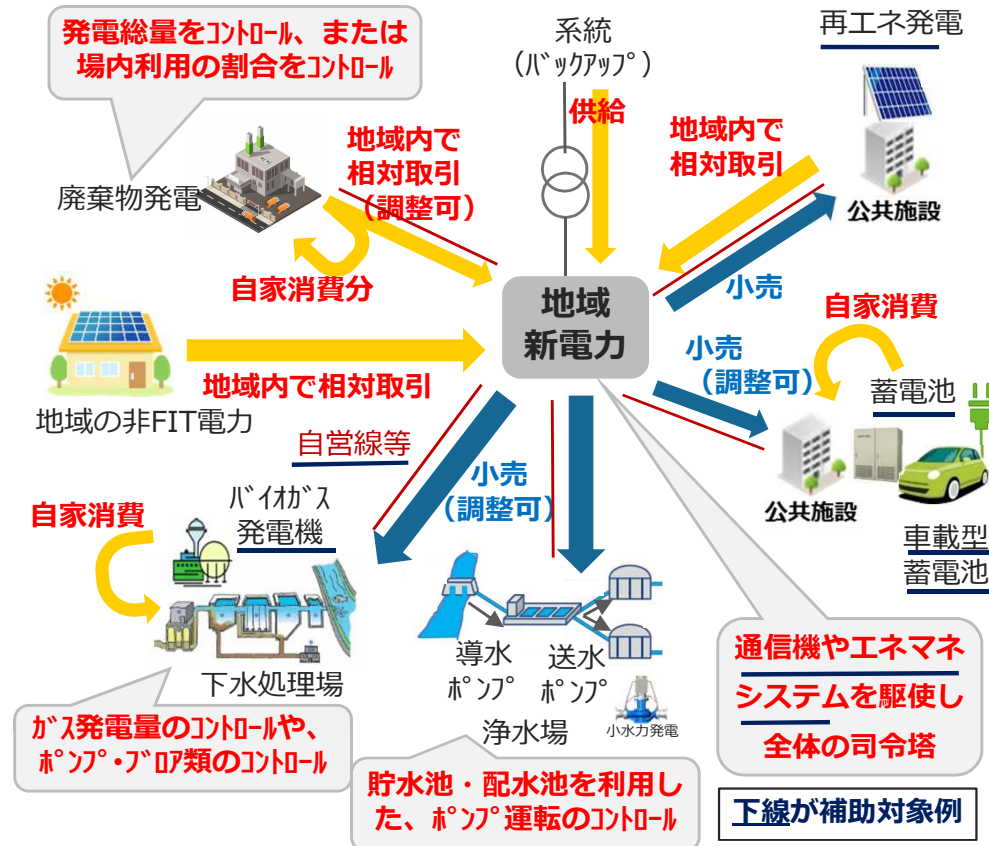 発電総量をｺﾝﾄﾛｰﾙ、または
場内利用の割合をｺﾝﾄﾛｰﾙ
系統
（ﾊﾞｯｸｱｯﾌﾟ）
再エネ発電
供給
地域内で
相対取引
（調整可）
地域内で
相対取引
廃棄物発電
公共施設
自家消費分
地域
新電力
小売
自家消費
小売
（調整可）
地域内で相対取引
蓄電池
地域の非FIT電力
自営線等
小売
（調整可）
公共施設
ﾊﾞｲｵｶﾞｽ
発電機
自家消費
車載型
蓄電池
導水
ﾎﾟﾝﾌﾟ
送水
ﾎﾟﾝﾌﾟ
下水処理場
浄水場
小水力発電
通信機やエネマネ
システムを駆使し
全体の司令塔
ｶﾞｽ発電量のｺﾝﾄﾛｰﾙや、
ﾎﾟﾝﾌﾟ・ﾌﾞﾛｱ類のｺﾝﾄﾛｰﾙ
貯水池・配水池を利用し
た、ﾎﾟﾝﾌﾟ運転のｺﾝﾄﾛｰﾙ
下線が補助対象例